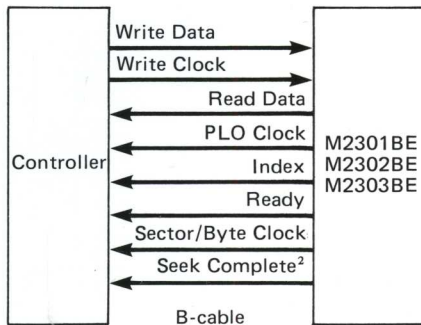 Write Data
Write Clock
Read Data
PLO Clock
Index
Ready
Sector/Byte Clock
Seek Complete²
Controller
M2301BE
M2302BE
M2303BE
B-cable